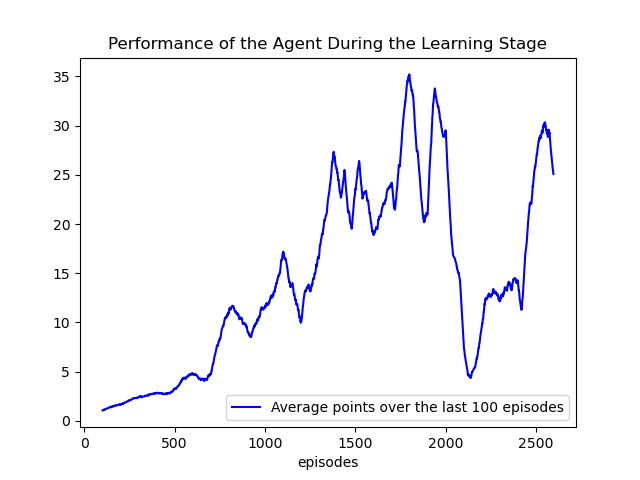 Performance of the Agent During the Learning Stage
35
30
25
20
15
10
5
0
Average points over the last 100 episodes
0 500 1000 1500 2000 2500
episodes